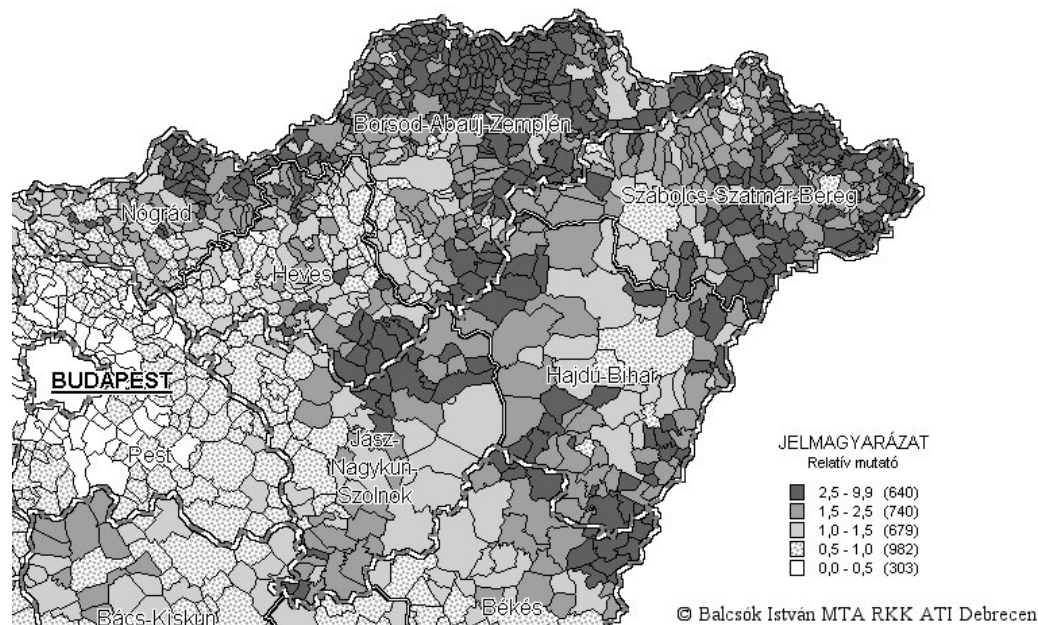 Borsod-Abaúj-Zemplén
Szabolcs-Szatmár-Bereg
Nógrád
Heves
BUDAPEST
Hajdú-Bihar
Pest
Jász-
Nagykun-
Szolnok
Bács-Kiskun
Békés
JELMAGYARÁZAT
Relatív mutató
2,5 - 9,9 (640)
1,5 - 2,5 (740)
1,0 - 1,5 (679)
0,5 - 1,0 (982)
0,0 - 0,5 (303)
© Balcsók István MTA RKK ATI Debrecen